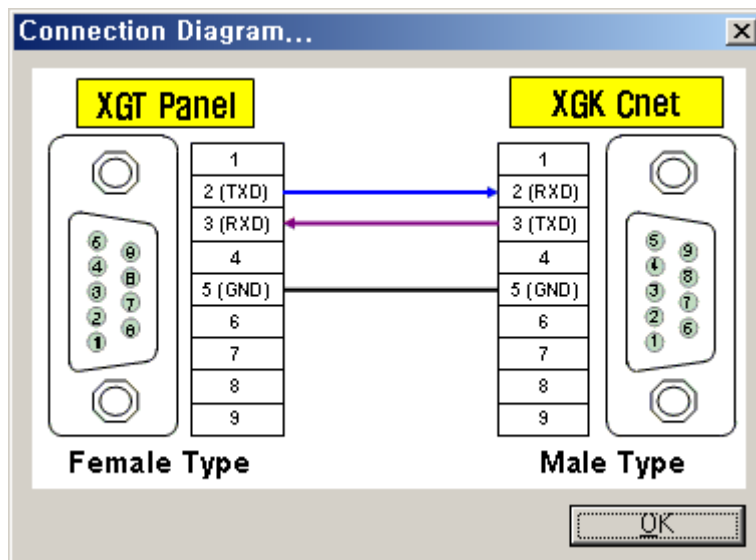 Connection Diagram...
XGT Panel
XGK Cnet
1
2 (TXD)
3 (RXD)
4
5 (GND)
6
7
8
9
1
2 (RXD)
3 (TXD)
4
5 (GND)
6
7
8
9
5
4
3
2
1
9
8
7
6
5
4
3
2
1
9
8
7
6
Female Type
Male Type
OK